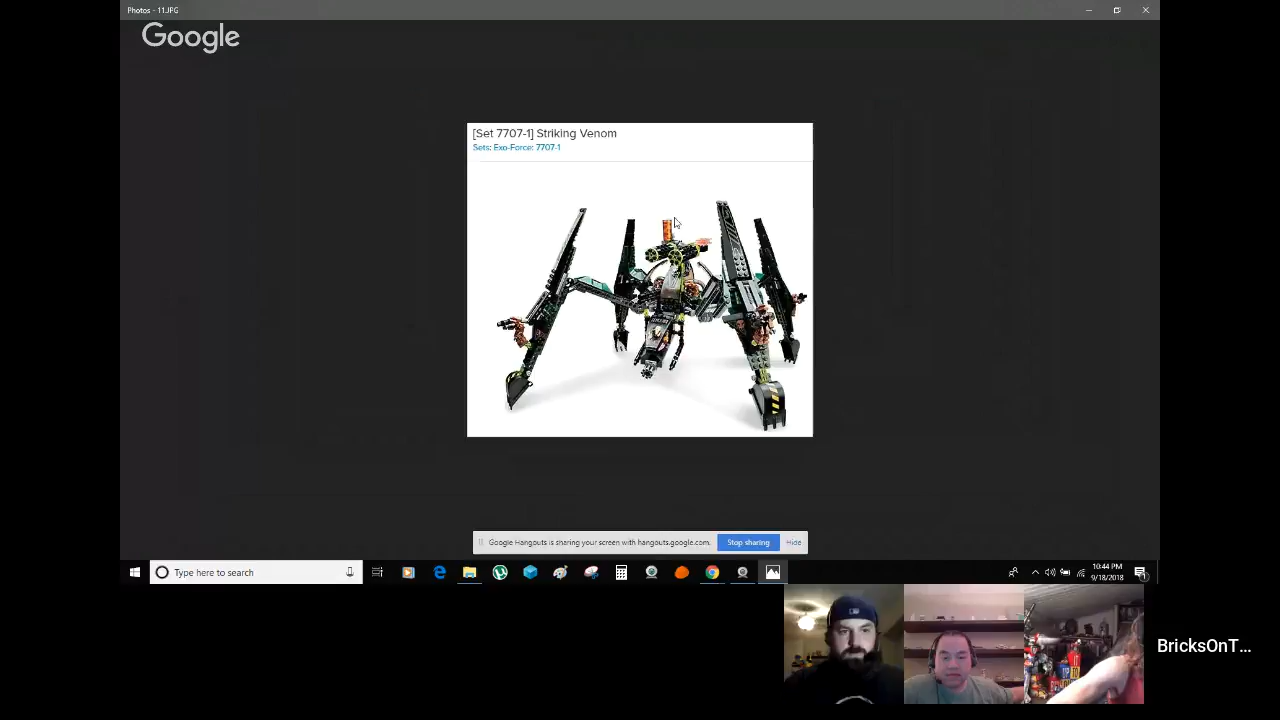 Photos - 11.JPG
Google
[Set 7707-1] Striking Venom
Sets: Exo-Force: 7707-1
Google Hangouts is sharing your screen with hangouts.google.com.
Stop sharing
Hide
Type here to search
10:44 PM
9/18/2018
BricksOnT...